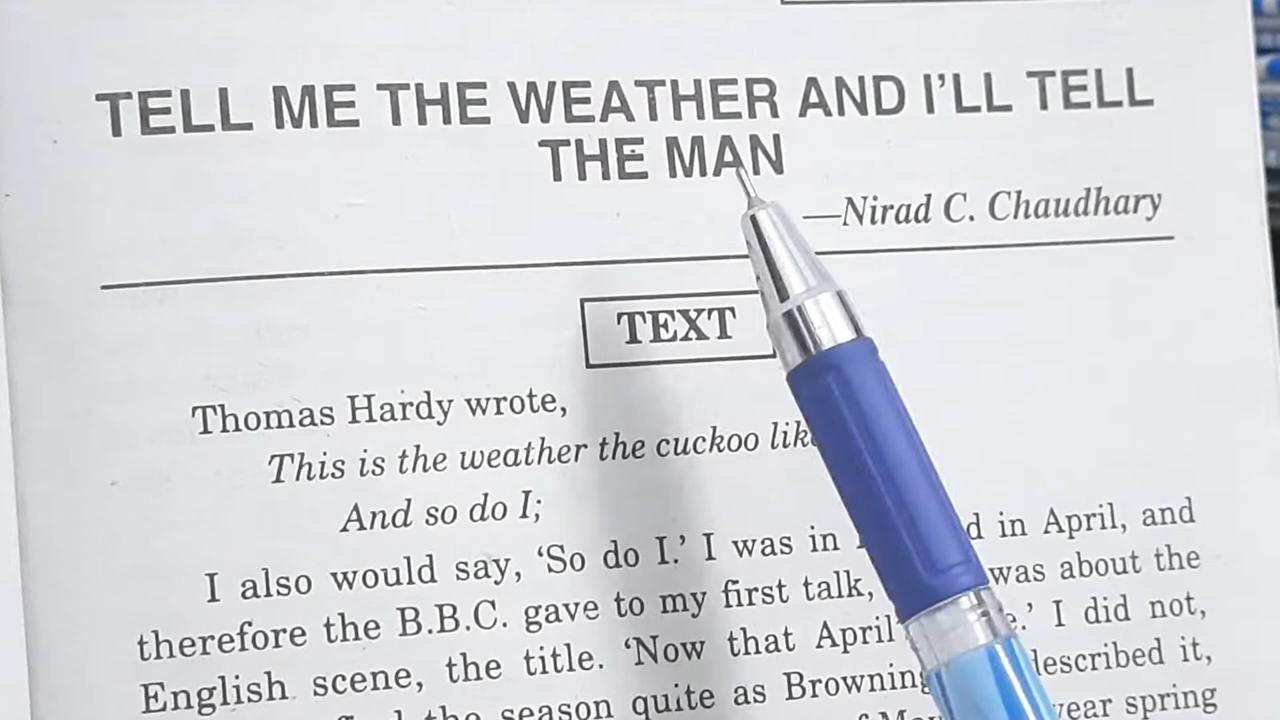 TELL ME THE WEATHER AND I'LL TELL
THE MAN
—Nirad C. Chaudhary
TEXT
Thomas Hardy wrote,
This is the weather the cuckoo
And so do I;
I also would say, ‘So do I.’ I was in in April, and
therefore the B.B.C. gave to my first talk, was about the
English scene, the title. ‘Now that I did not,
the season quite as Browning described it,
year spring